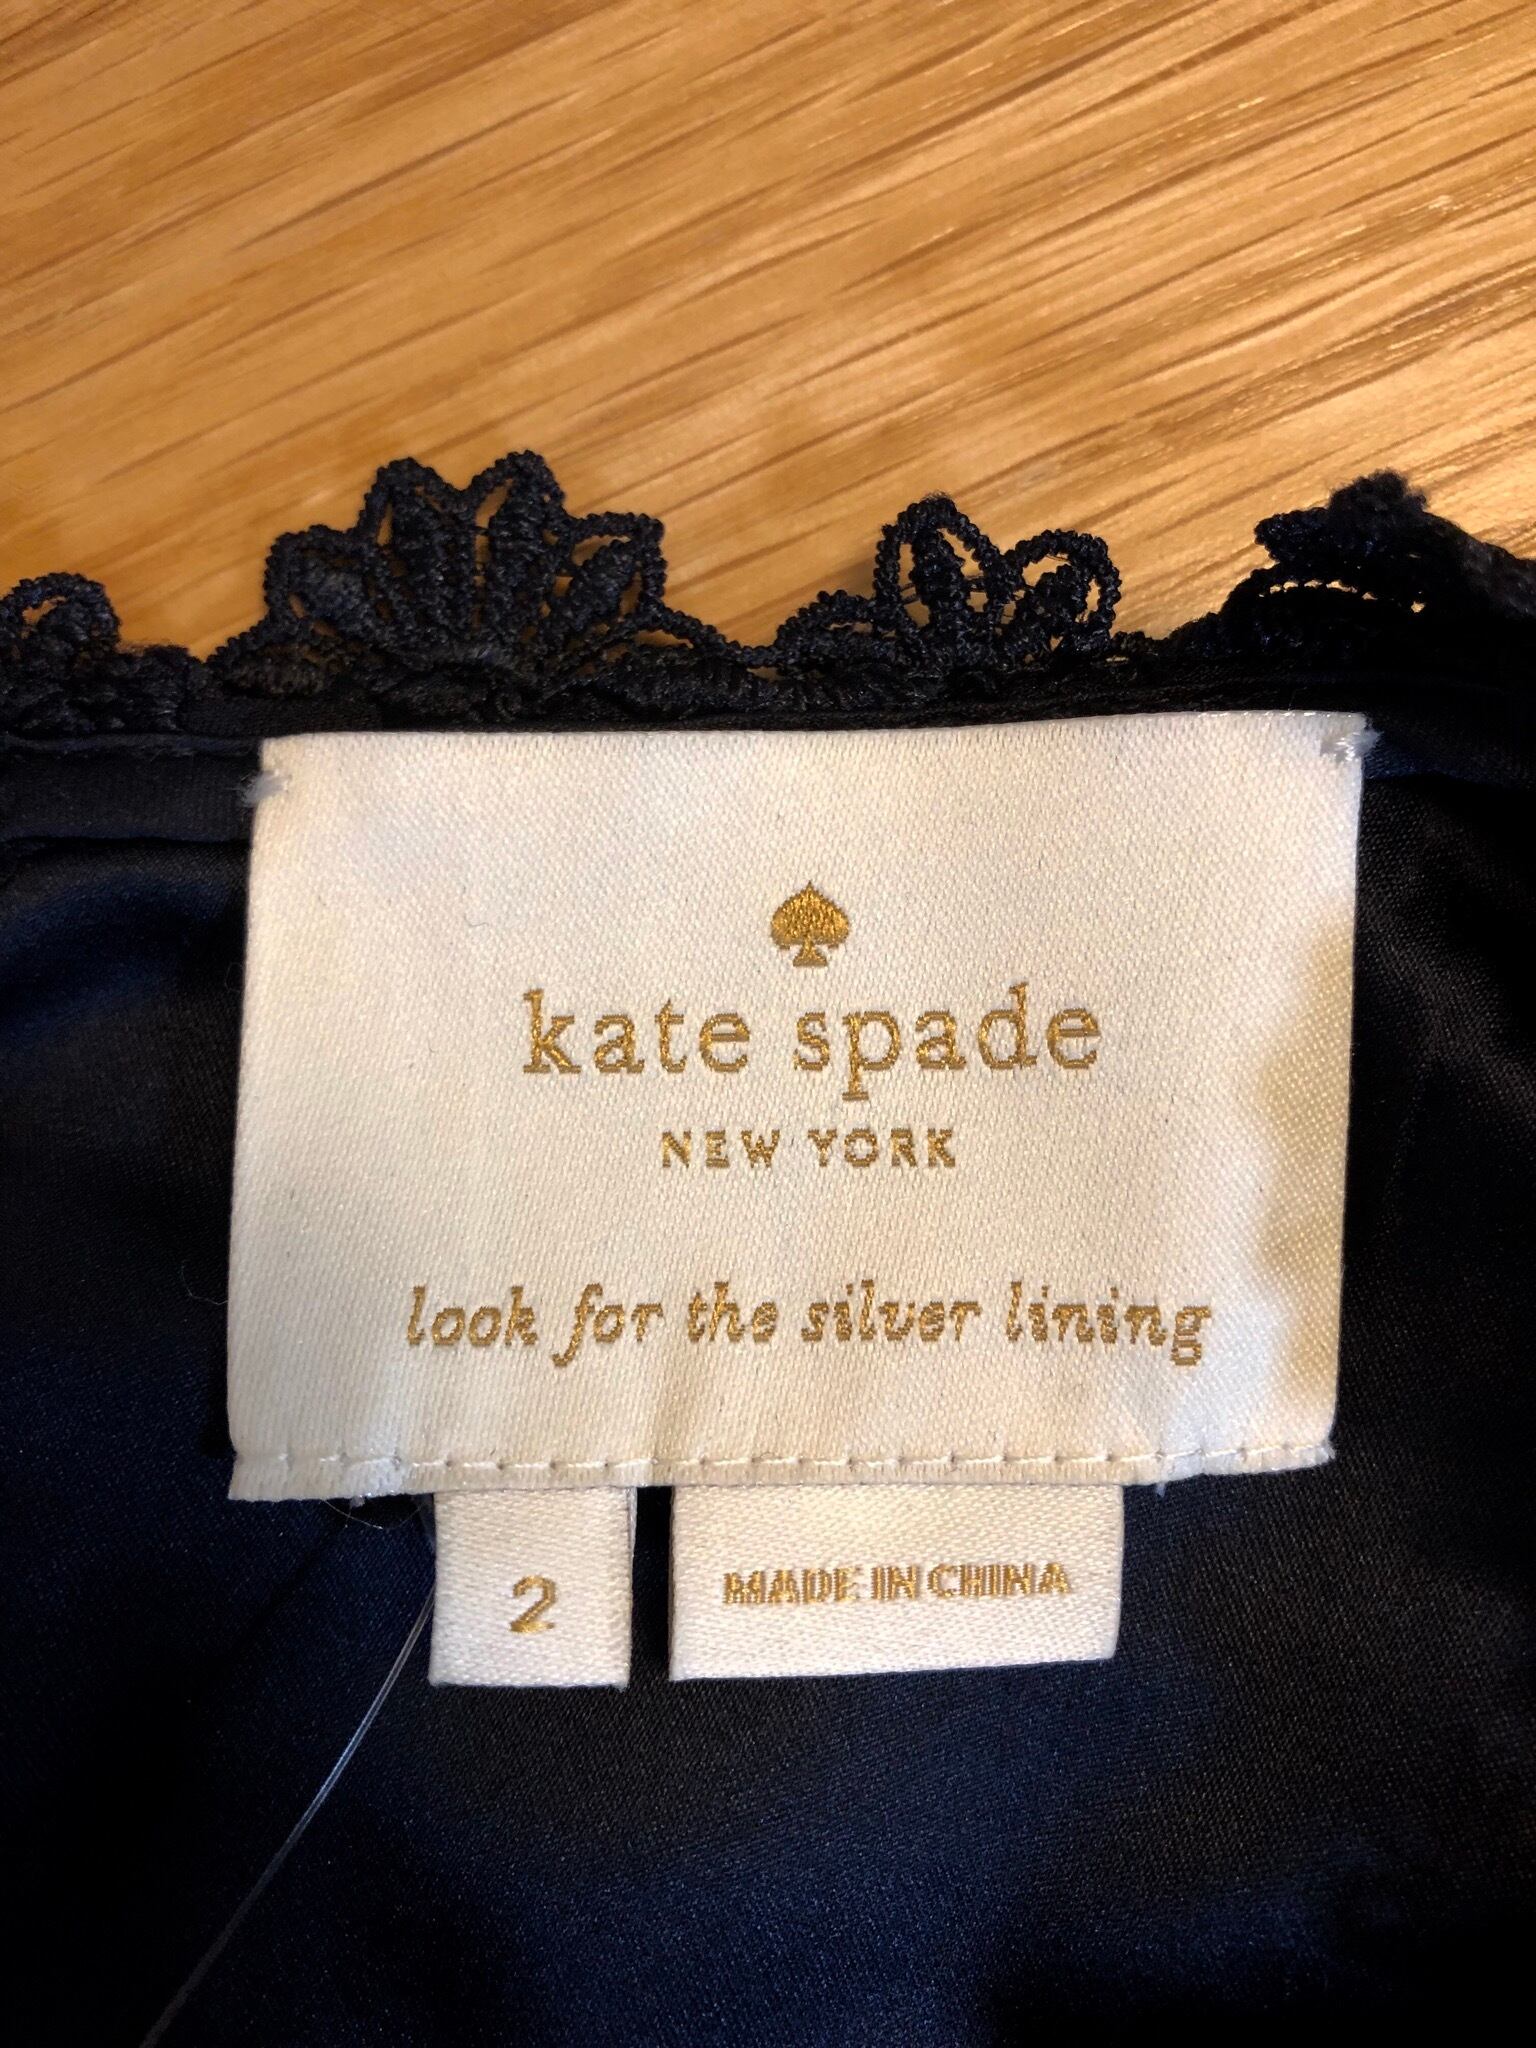 kate spade
NEW YORK
look for the silver lining
2
MADE IN CHINA